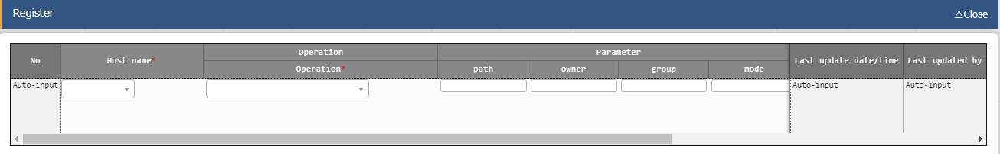 Register
△Close
No
Host name*
Operation
Parameter
Last update date/time
Last updated by
Operation*
path
owner
group
mode
Auto-input
Auto-input
Auto-input